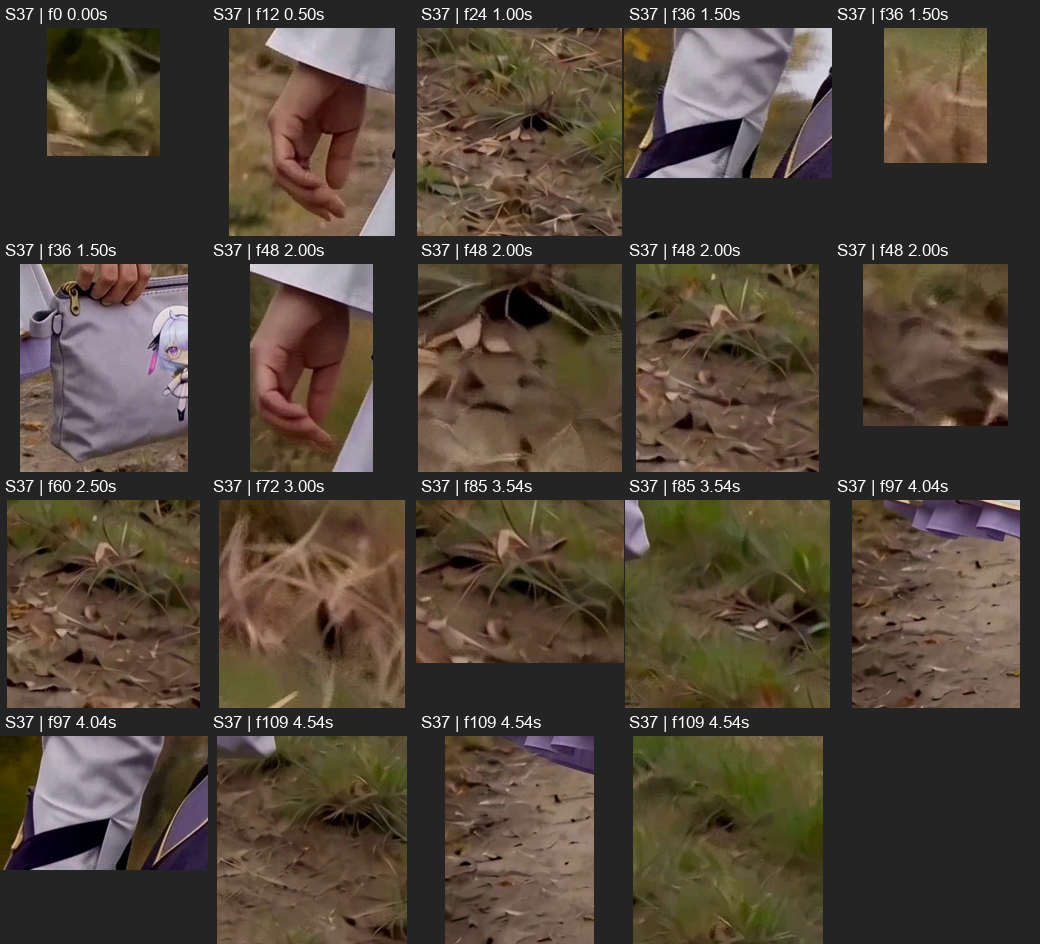 S37 | f0 0.00s
S37 | f12 0.50s
S37 | f24 1.00s
S37 | f36 1.50s
S37 | f36 1.50s
S37 | f36 1.50s
S37 | f48 2.00s
S37 | f48 2.00s
S37 | f48 2.00s
S37 | f48 2.00s
S37 | f60 2.50s
S37 | f72 3.00s
S37 | f85 3.54s
S37 | f85 3.54s
S37 | f97 4.04s
S37 | f97 4.04s
S37 | f109 4.54s
S37 | f109 4.54s
S37 | f109 4.54s